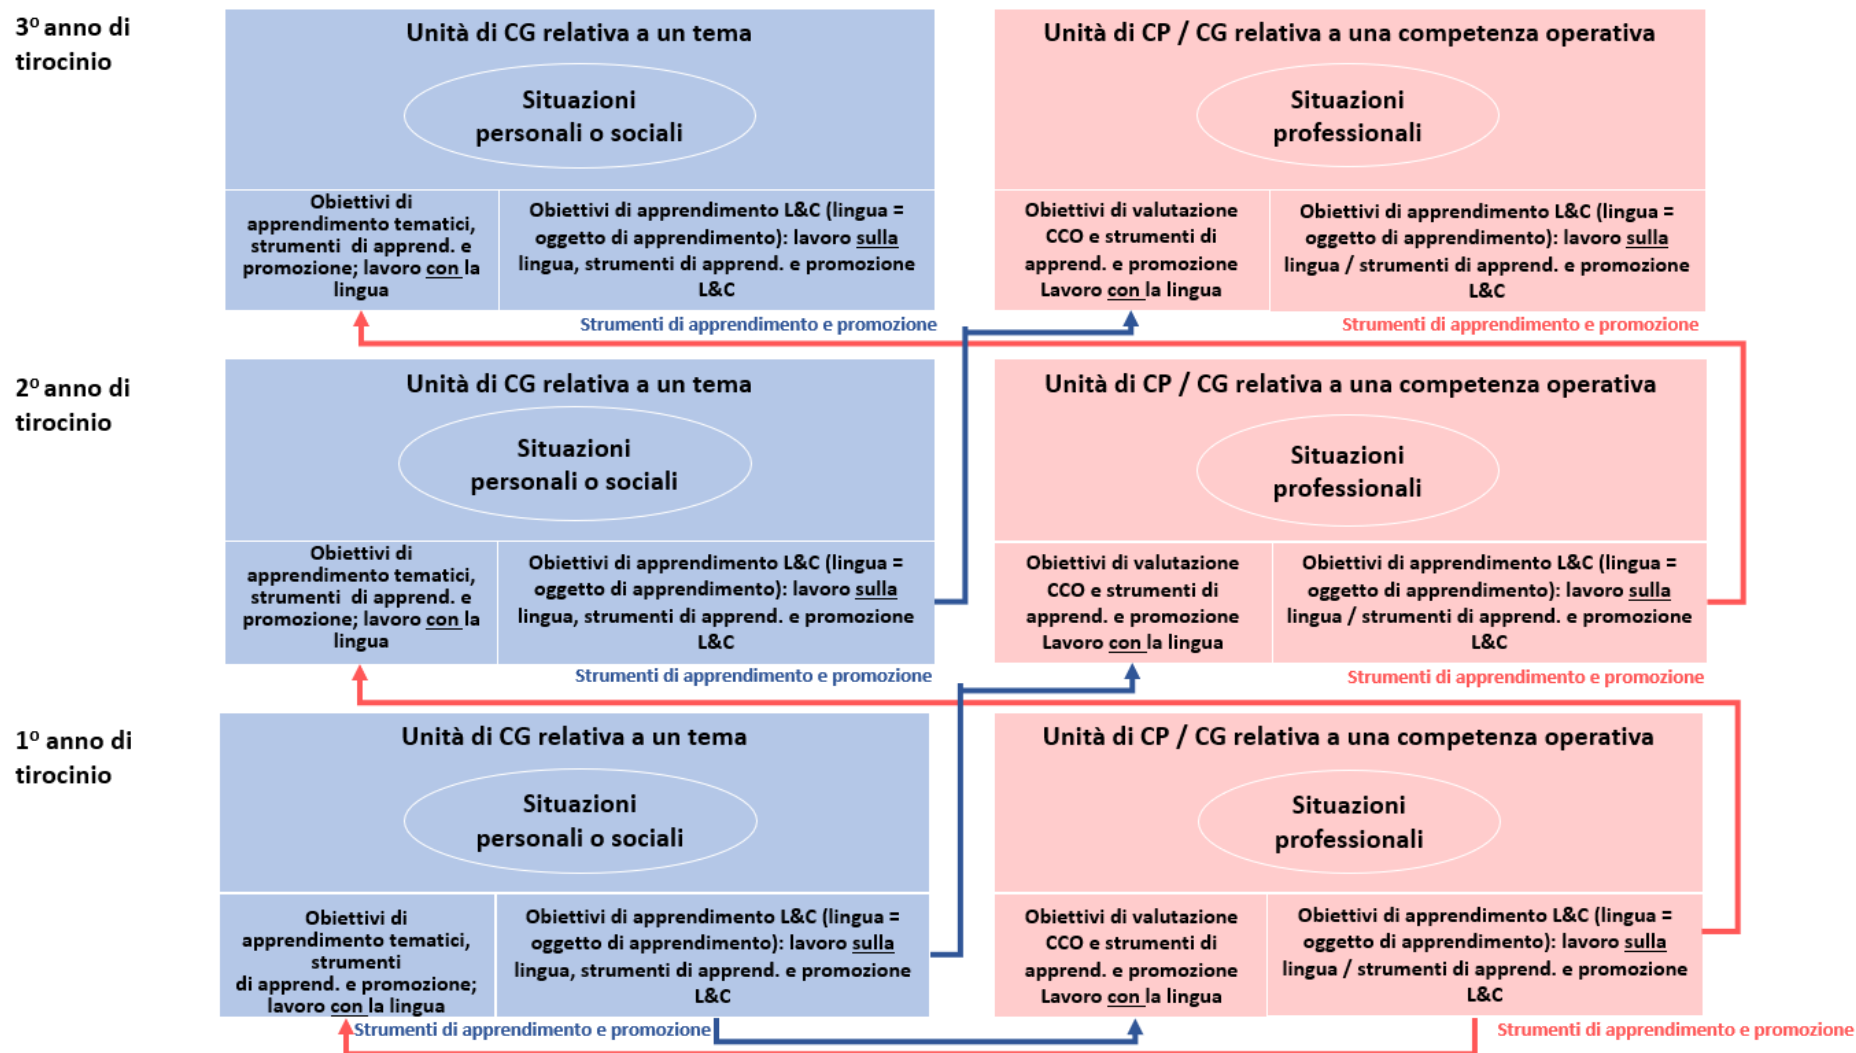 3º anno di
tirocinio
Unità di CG relativa a un tema
Situazioni
personali o sociali
Obiettivi di
apprendimento tematici,
strumenti di apprend. e
promozione; lavoro con la
lingua
Obiettivi di apprendimento L&C (lingua =
oggetto di apprendimento): lavoro sulla
lingua, strumenti di apprend. e promozione
L&C
Strumenti di apprendimento e promozione
Unità di CP / CG relativa a una competenza operativa
Situazioni
professionali
Obiettivi di valutazione
CCO e strumenti di
apprend. e promozione
Lavoro con la lingua
Obiettivi di apprendimento L&C (lingua =
oggetto di apprendimento): lavoro sulla
lingua / strumenti di apprend. e promozione
L&C
Strumenti di apprendimento e promozione
2º anno di
tirocinio
Unità di CG relativa a un tema
Situazioni
personali o sociali
Obiettivi di
apprendimento tematici,
strumenti di apprend. e
promozione; lavoro con la
lingua
Obiettivi di apprendimento L&C (lingua =
oggetto di apprendimento): lavoro sulla
lingua, strumenti di apprend. e promozione
L&C
Strumenti di apprendimento e promozione
Unità di CP / CG relativa a una competenza operativa
Situazioni
professionali
Obiettivi di valutazione
CCO e strumenti di
apprend. e promozione
Lavoro con la lingua
Obiettivi di apprendimento L&C (lingua =
oggetto di apprendimento): lavoro sulla
lingua / strumenti di apprend. e promozione
L&C
Strumenti di apprendimento e promozione
1º anno di
tirocinio
Unità di CG relativa a un tema
Situazioni
personali o sociali
Obiettivi di
apprendimento tematici,
strumenti
di apprend. e promozione;
lavoro con la lingua
Obiettivi di apprendimento L&C (lingua =
oggetto di apprendimento): lavoro sulla
lingua, strumenti di apprend. e promozione
L&C
Strumenti di apprendimento e promozione
Unità di CP / CG relativa a una competenza operativa
Situazioni
professionali
Obiettivi di valutazione
CCO e strumenti di
apprend. e promozione
Lavoro con la lingua
Obiettivi di apprendimento L&C (lingua =
oggetto di apprendimento): lavoro sulla
lingua / strumenti di apprend. e promozione
L&C
Strumenti di apprendimento e promozione